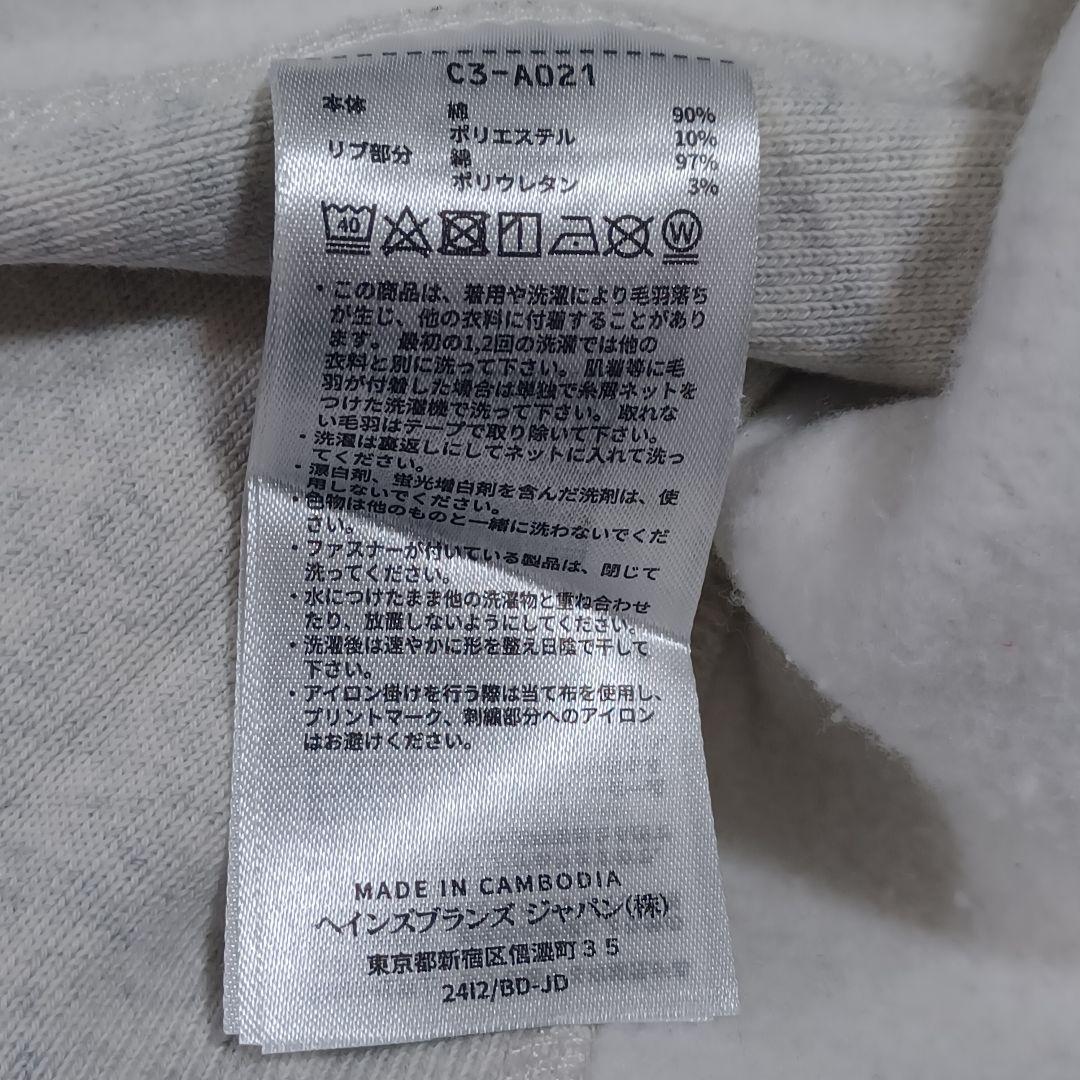 C3-A021
本体 綿 90%
ポリエステル 10%
リブ部分 綿 97%
ポリウレタン 3%
40 W
・この商品は、着用や洗濯により毛羽落ち
が生じ、他の衣料に付着することがあり
ます。最初の1,2回の洗濯では他の
衣料と別に洗って下さい。肌着等に毛
羽が付着した場合は単独で糸屑ネットを
つけた洗濯機で洗って下さい。取れな
い毛羽はテープで取り除いて下さい。
・洗濯は裏返しにしてネットに入れて洗っ
てください。
・漂白剤、蛍光増白剤を含んだ洗剤は、使
用しないでください。
・色物は他のものと一緒に洗わないでくだ
さい。
・ファスナーが付いている製品は、閉じて
洗ってください。
・水につけたまま他の洗濯物と重ね合わせ
たり、放置しないようにしてください。
・洗濯後は速やかに形を整え日陰で干して
下さい。
・アイロン掛けを行う際は当て布を使用し、
プリントマーク、刺繍部分へのアイロン
はお避けください。
MADE IN CAMBODIA
ヘインズブランズ ジャパン(株)
東京都新宿区信濃町35
24I2/BD-JD